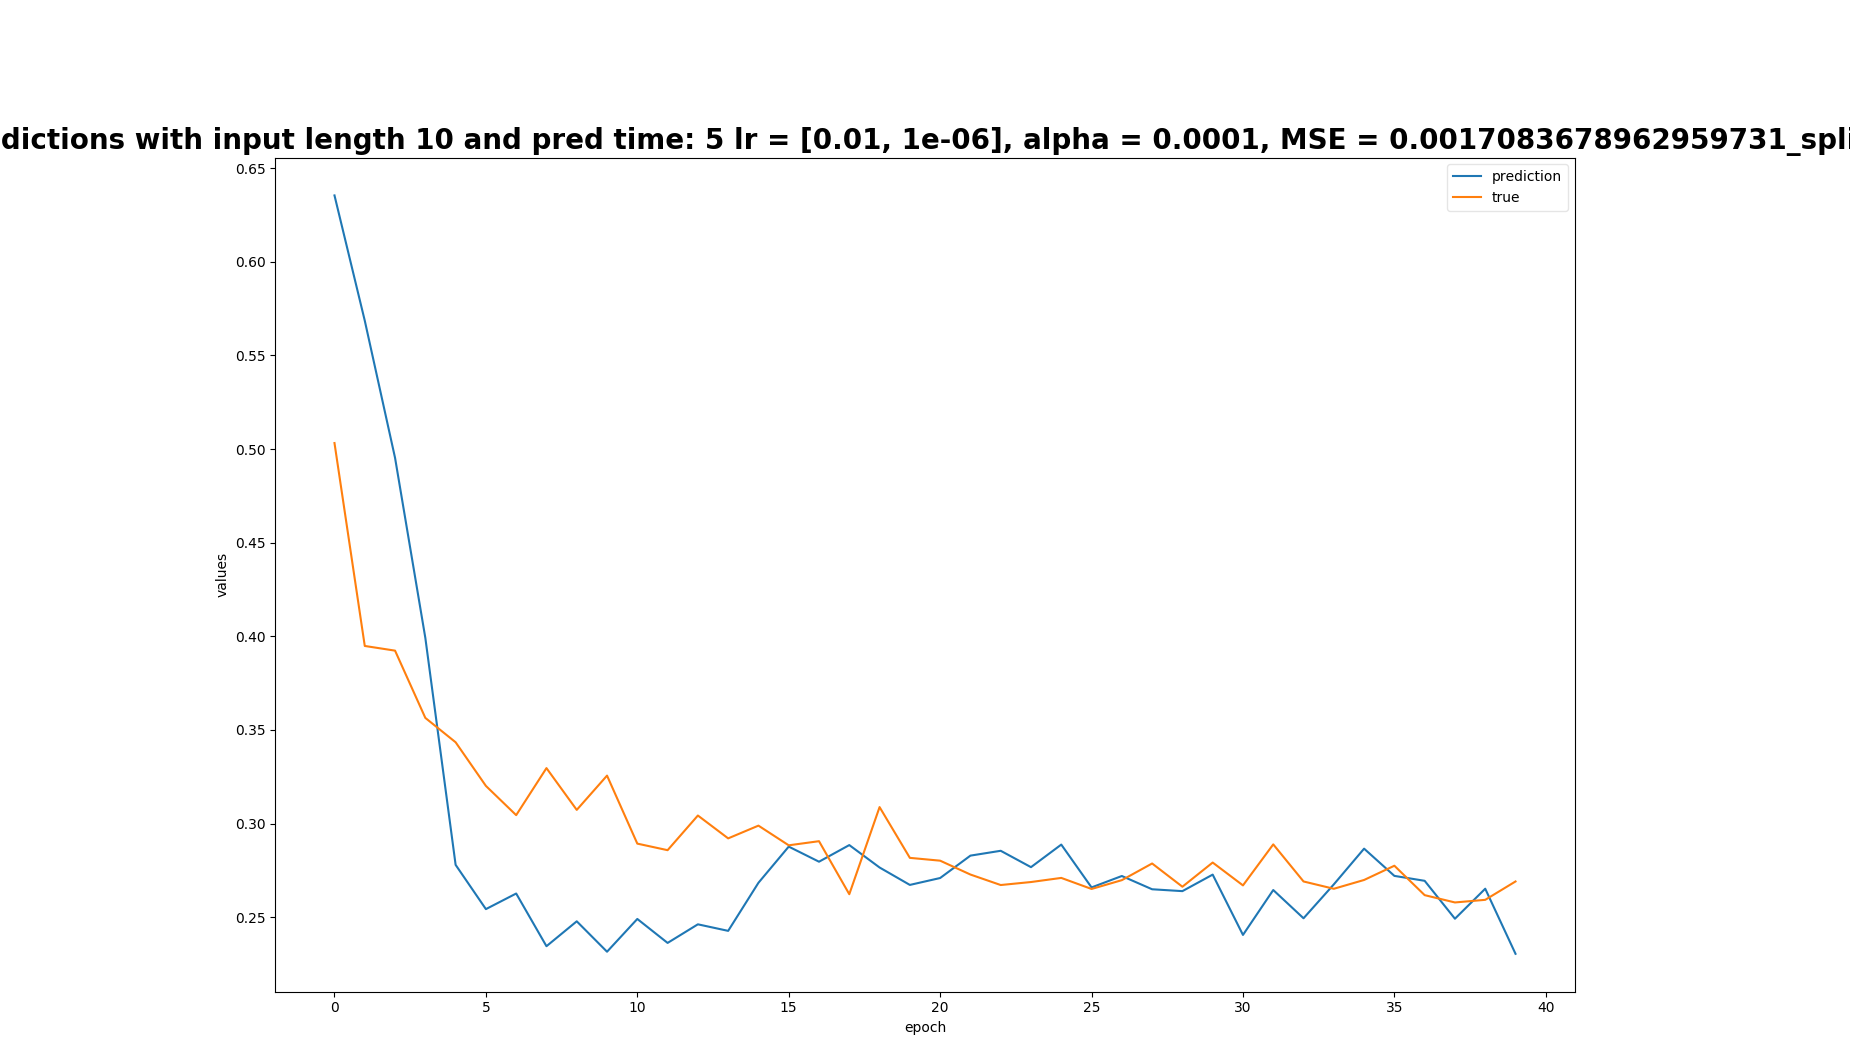 dictions with input length 10 and pred time: 5 lr = [0.01, 1e-06], alpha = 0.0001, MSE = 0.0017083678962959731_spli
prediction
true
0.65
0.60
0.55
0.50
0.45
0.40
0.35
0.30
0.25
values
0 5 10 15 20 25 30 35 40
epoch